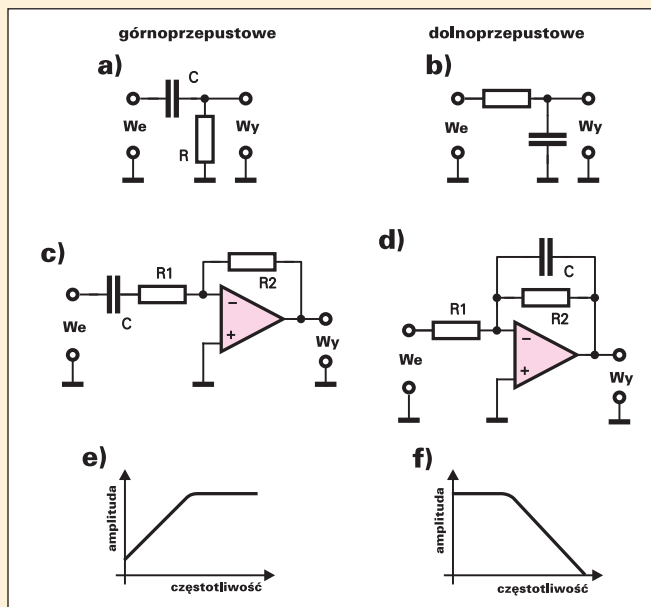 górnoprzepustowe
dolnoprzepustowe
a)
C
We
Wy
R
b)
We
Wy
c)
R1
R2
We
C
−
+
Wy
d)
C
R1
R2
We
−
+
Wy
e)
amplituda
częstotliwość
f)
amplituda
częstotliwość